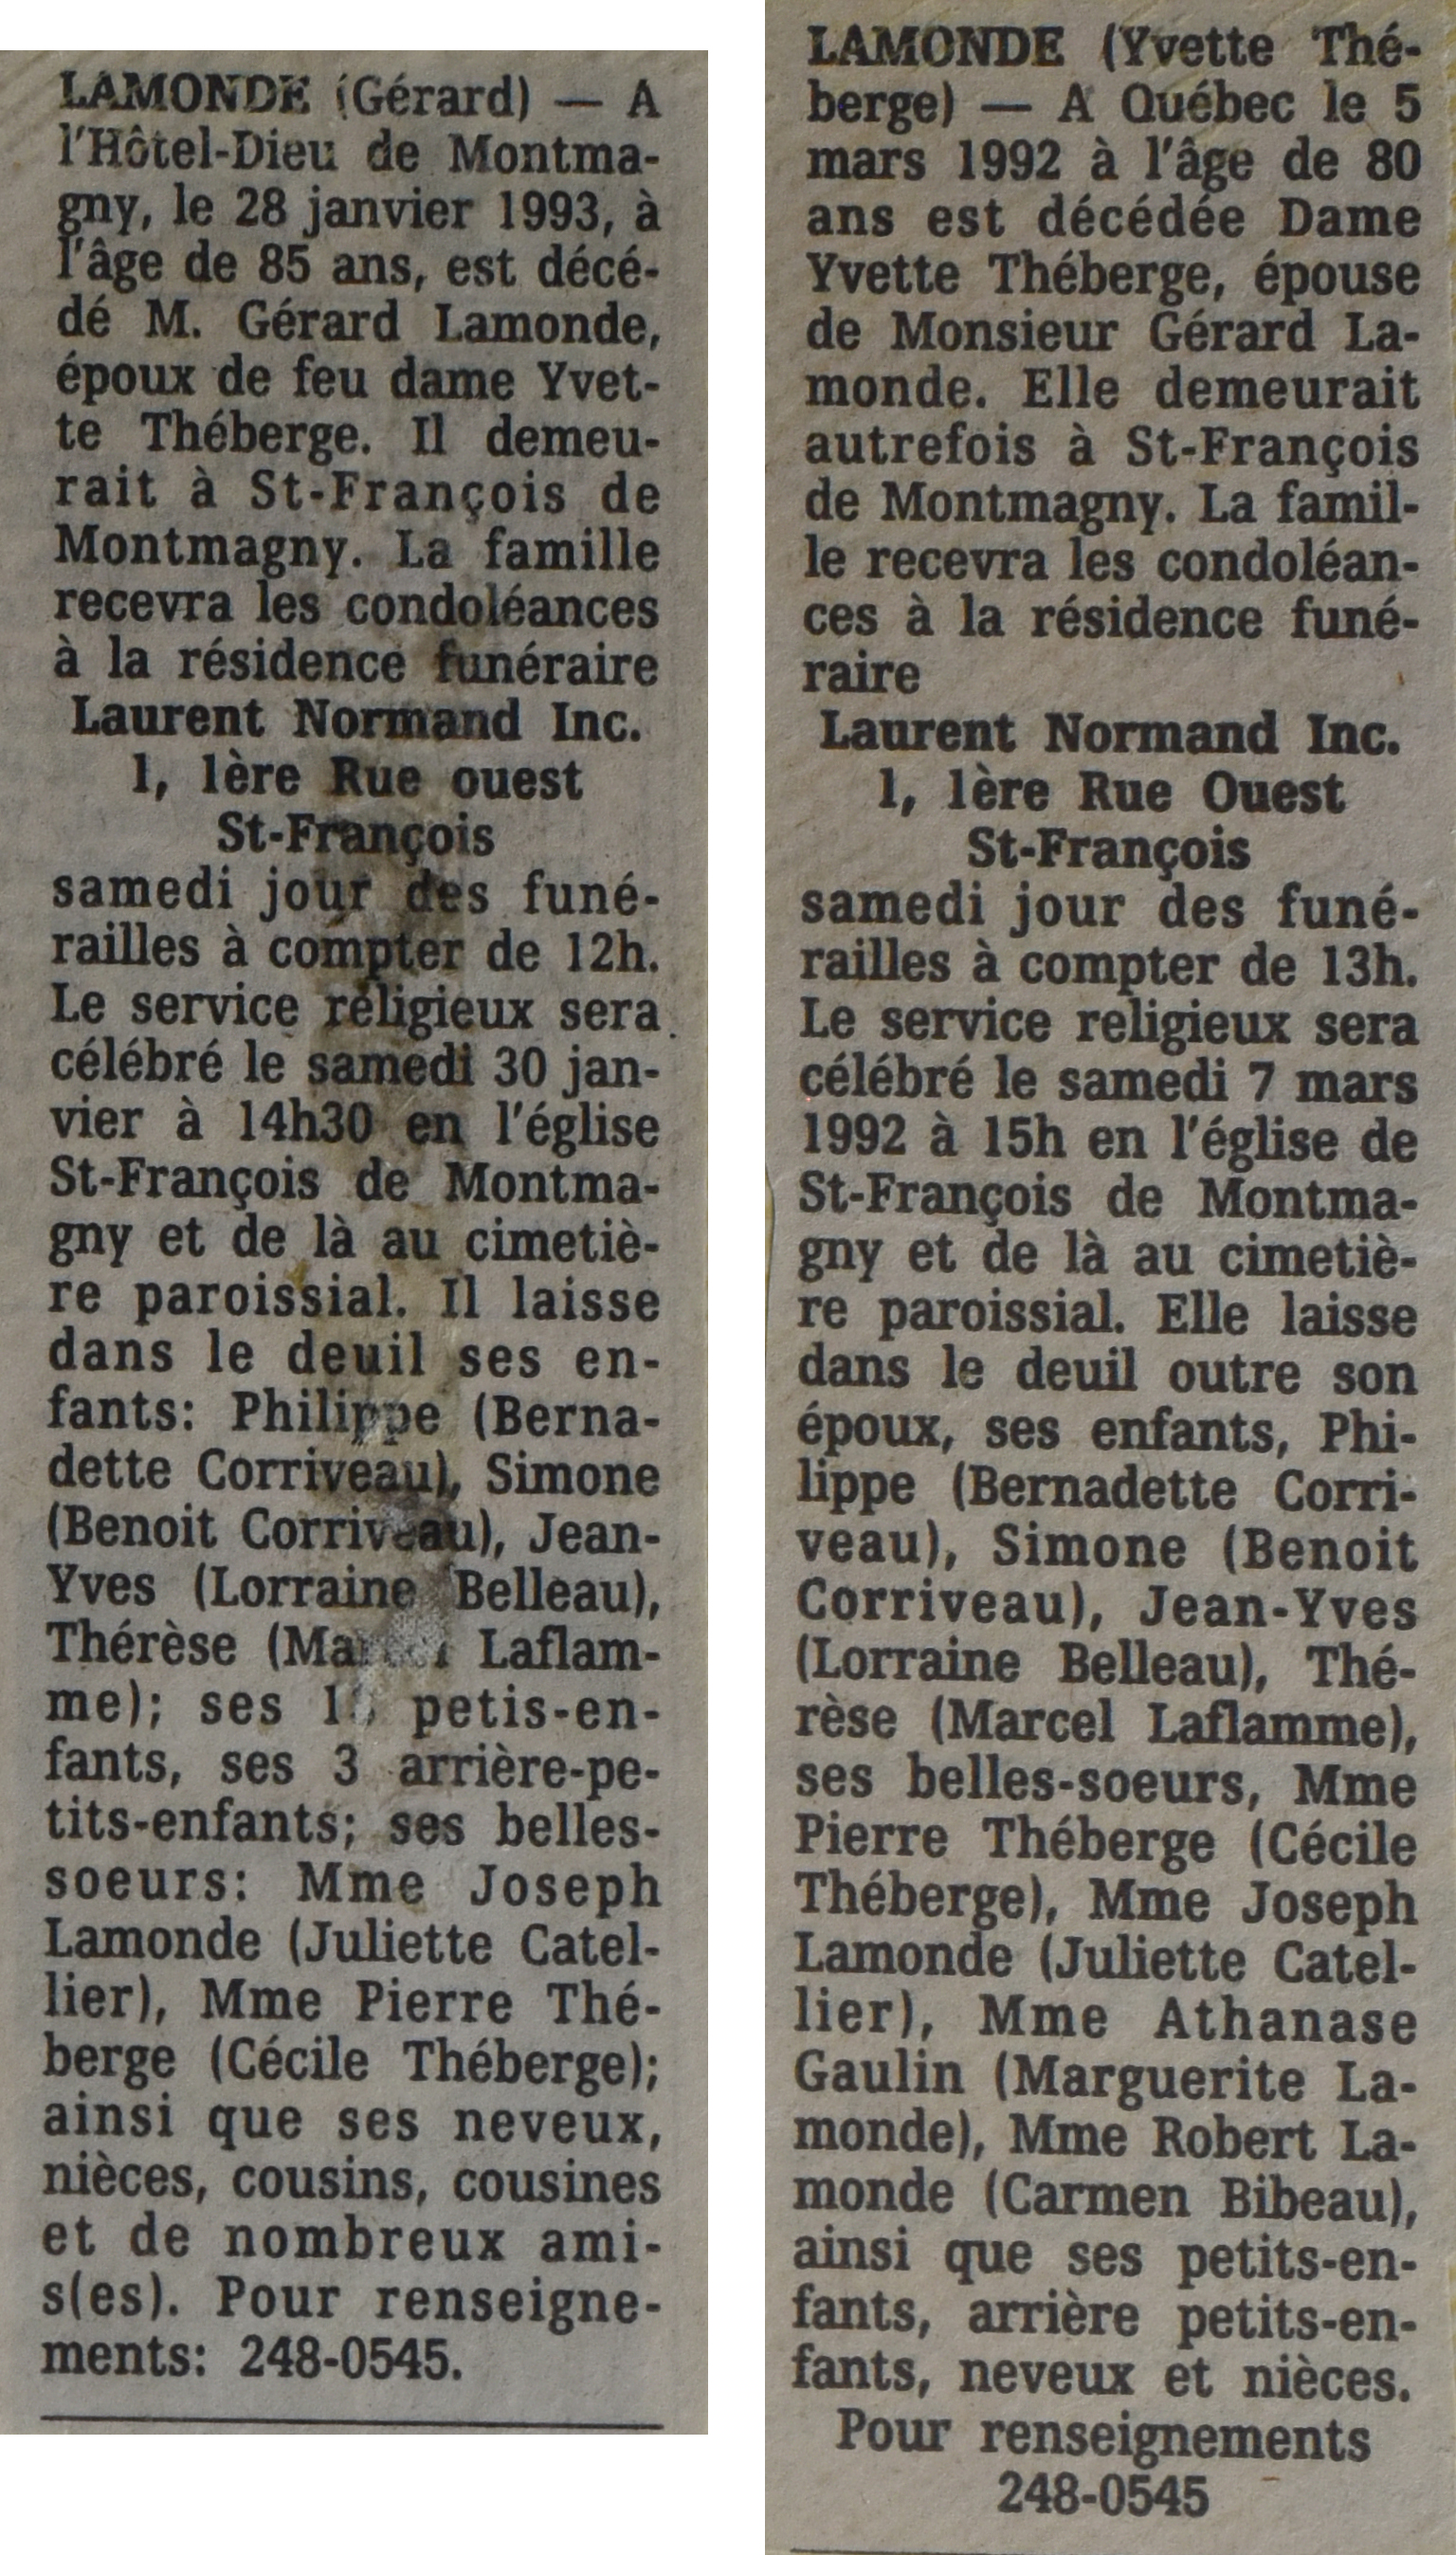 LAMONDE (Gérard) — A
l'Hôtel-Dieu de Montma-
gny, le 28 janvier 1993, à
l'âge de 85 ans, est décé-
dé M. Gérard Lamonde,
époux de feu dame Yvet-
te Théberge. Il demeu-
rait à St-François de
Montmagny. La famille
recevra les condoléances
à la résidence funéraire
Laurent Normand Inc.
1, 1ère Rue ouest
St-François
samedi jour des funé-
railles à compter de 12h.
Le service religieux sera
célébré le samedi 30 jan-
vier à 14h30 en l'église
St-François de Montma-
gny et de là au cimetiè-
re paroissial. Il laisse
dans le deuil ses en-
fants: Philippe (Berna-
dette Corriveau), Simone
(Benoit Corriveau), Jean-
Yves (Lorraine Belleau),
Thérèse Laflam-
me); ses petis-en-
fants, ses 3 arrière-pe-
tits-enfants; ses belles-
soeurs: Mme Joseph
Lamonde (Juliette Catel-
lier), Mme Pierre Thé-
berge (Cécile Théberge);
ainsi que ses neveux,
nièces, cousins, cousines
et de nombreux ami-
s(es). Pour renseigne-
ments: 248-0545.
LAMONDE (Yvette Thé-
berge) — A Québec le 5
mars 1992 à l'âge de 80
ans est décédée Dame
Yvette Théberge, épouse
de Monsieur Gérard La-
monde. Elle demeurait
autrefois à St-François
de Montmagny. La famil-
le recevra les condoléan-
ces à la résidence funé-
raire
Laurent Normand Inc.
1, 1ère Rue Ouest
St-François
samedi jour des funé-
railles à compter de 13h.
Le service religieux sera
célébré le samedi 7 mars
1992 à 15h en l'église de
St-François de Montma-
gny et de là au cimetiè-
re paroissial. Elle laisse
dans le deuil outre son
époux, ses enfants, Phi-
lippe (Bernadette Corri-
veau), Simone (Benoit
Corriveau), Jean-Yves
(Lorraine Belleau), Thé-
rèse (Marcel Laflamme),
ses belles-soeurs, Mme
Pierre Théberge (Cécile
Théberge), Mme Joseph
Lamonde (Juliette Catel-
lier), Mme Athanase
Gaulin (Marguerite La-
monde), Mme Robert La-
monde (Carmen Bibeau),
ainsi que ses petits-en-
fants, arrière petits-en-
fants, neveux et nièces.
Pour renseignements
248-0545